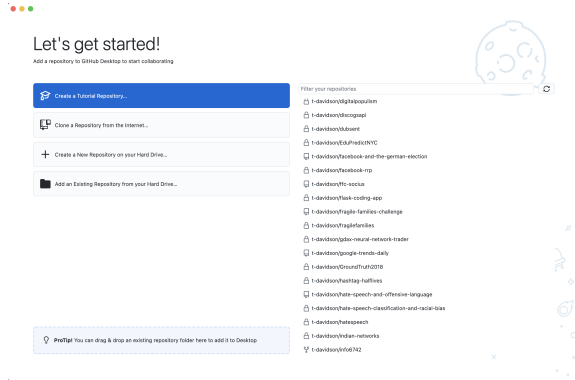 Let's get started!
Add a repository to GitHub Desktop to start collaborating
Create a Tutorial Repository...
Clone a Repository from the Internet...
Create a New Repository on your Hard Drive...
Add an Existing Repository from your Hard Drive...
ProTip! You can drag & drop an existing repository folder here to add it to Desktop
Filter your repositories
t-davidson/digitalpopulism
t-davidson/discogsapi
t-davidson/dubsent
t-davidson/EduPredictNYC
t-davidson/facebook-and-the-german-election
t-davidson/facebook-rrp
t-davidson/ffc-socius
t-davidson/flask-coding-app
t-davidson/fragile-families-challenge
t-davidson/fragilefamilies
t-davidson/gdax-neural-network-trader
t-davidson/google-trends-daily
t-davidson/GroundTruth2018
t-davidson/hashtag-halflives
t-davidson/hate-speech-and-offensive-language
t-davidson/hate-speech-classification-and-racial-bias
t-davidson/hatespeech
t-davidson/indian-networks
t-davidson/info6742